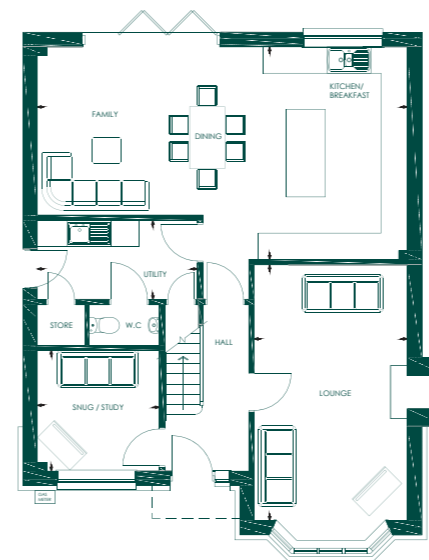 KITCHEN/
BREAKFAST
FAMILY
DINING
UTILITY
STORE
W.C
HALL
LOUNGE
SNUG / STUDY